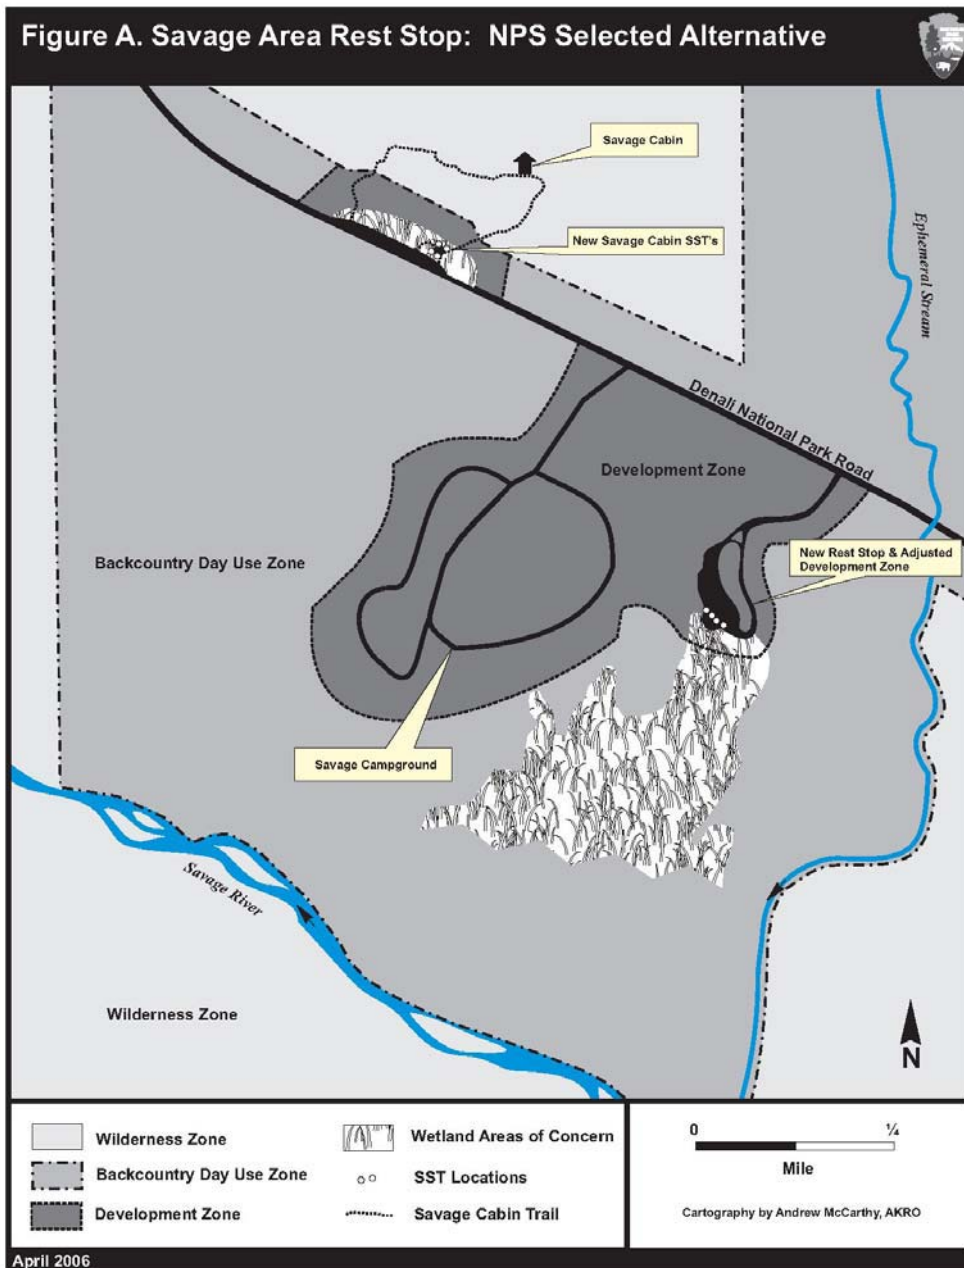 Figure A. Savage Area Rest Stop: NPS Selected Alternative
Savage Cabin
New Savage Cabin SST's
Ephemeral Stream
Denali National Park Road
Development Zone
Backcountry Day Use Zone
New Rest Stop & Adjusted
Development Zone
Savage Campground
Savage River
Wilderness Zone
N
Wilderness Zone
Backcountry Day Use Zone
Development Zone
Wetland Areas of Concern
SST Locations
Savage Cabin Trail
0 ¼
Mile
Cartography by Andrew McCarthy, AKRO
April 2006